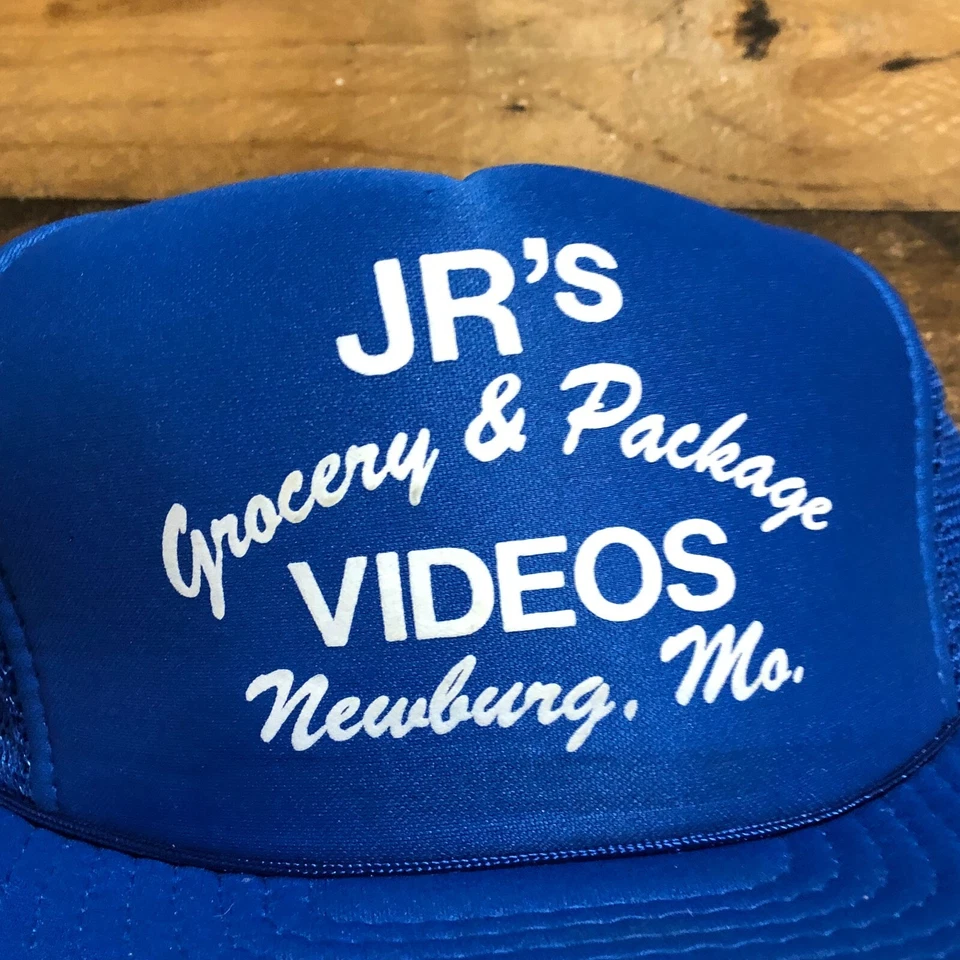 JR's
Grocery & Package
VIDEOS
Newburg, Mo.